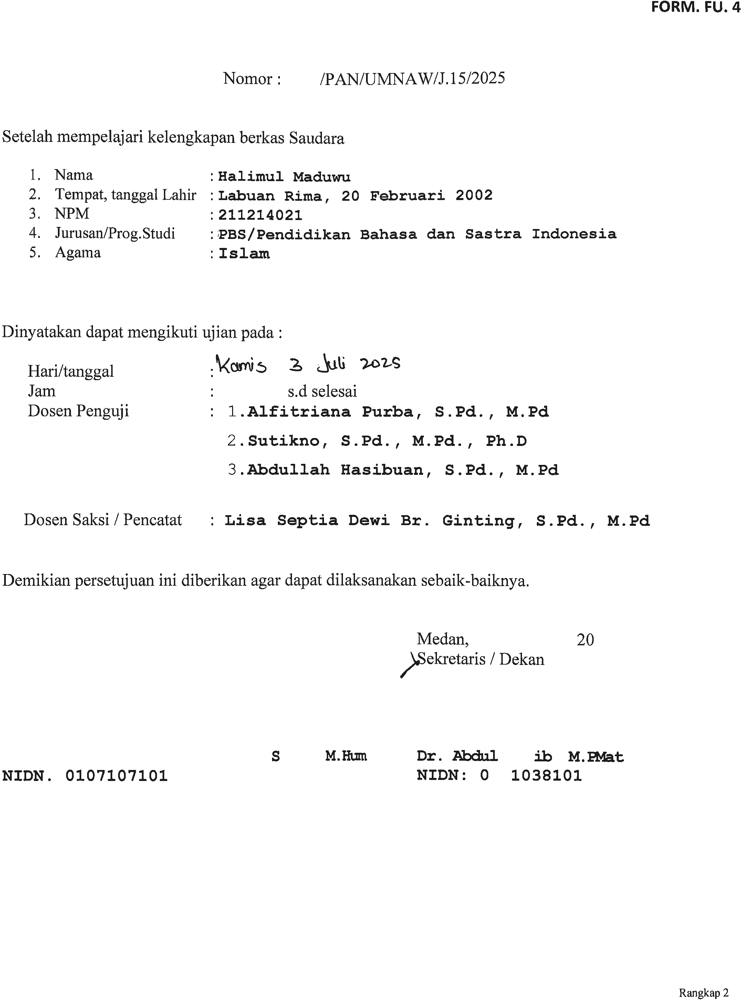 FORM. FU. 4
Nomor : /PAN/UMNAW/J.15/2025
Setelah mempelajari kelengkapan berkas Saudara
1. Nama : Halimul Maduwu
2. Tempat, tanggal Lahir : Labuan Rima, 20 Februari 2002
3. NPM : 211214021
4. Jurusan/Prog.Studi : PBS/Pendidikan Bahasa dan Sastra Indonesia
5. Agama : Islam
Dinyatakan dapat mengikuti ujian pada :
Hari/tanggal : Kamis 3 Juli 2025
Jam : s.d selesai
Dosen Penguji : 1.Alfitriana Purba, S.Pd., M.Pd
2.Sutikno, S.Pd., M.Pd., Ph.D
3.Abdullah Hasibuan, S.Pd., M.Pd
Dosen Saksi / Pencatat : Lisa Septia Dewi Br. Ginting, S.Pd., M.Pd
Demikian persetujuan ini diberikan agar dapat dilaksanakan sebaik-baiknya.
Medan, 20
Sekretaris / Dekan
S M.Hum Dr. Abdul ib M.PMat
NIDN. 0107107101 NIDN: 0 1038101
Rangkap 2